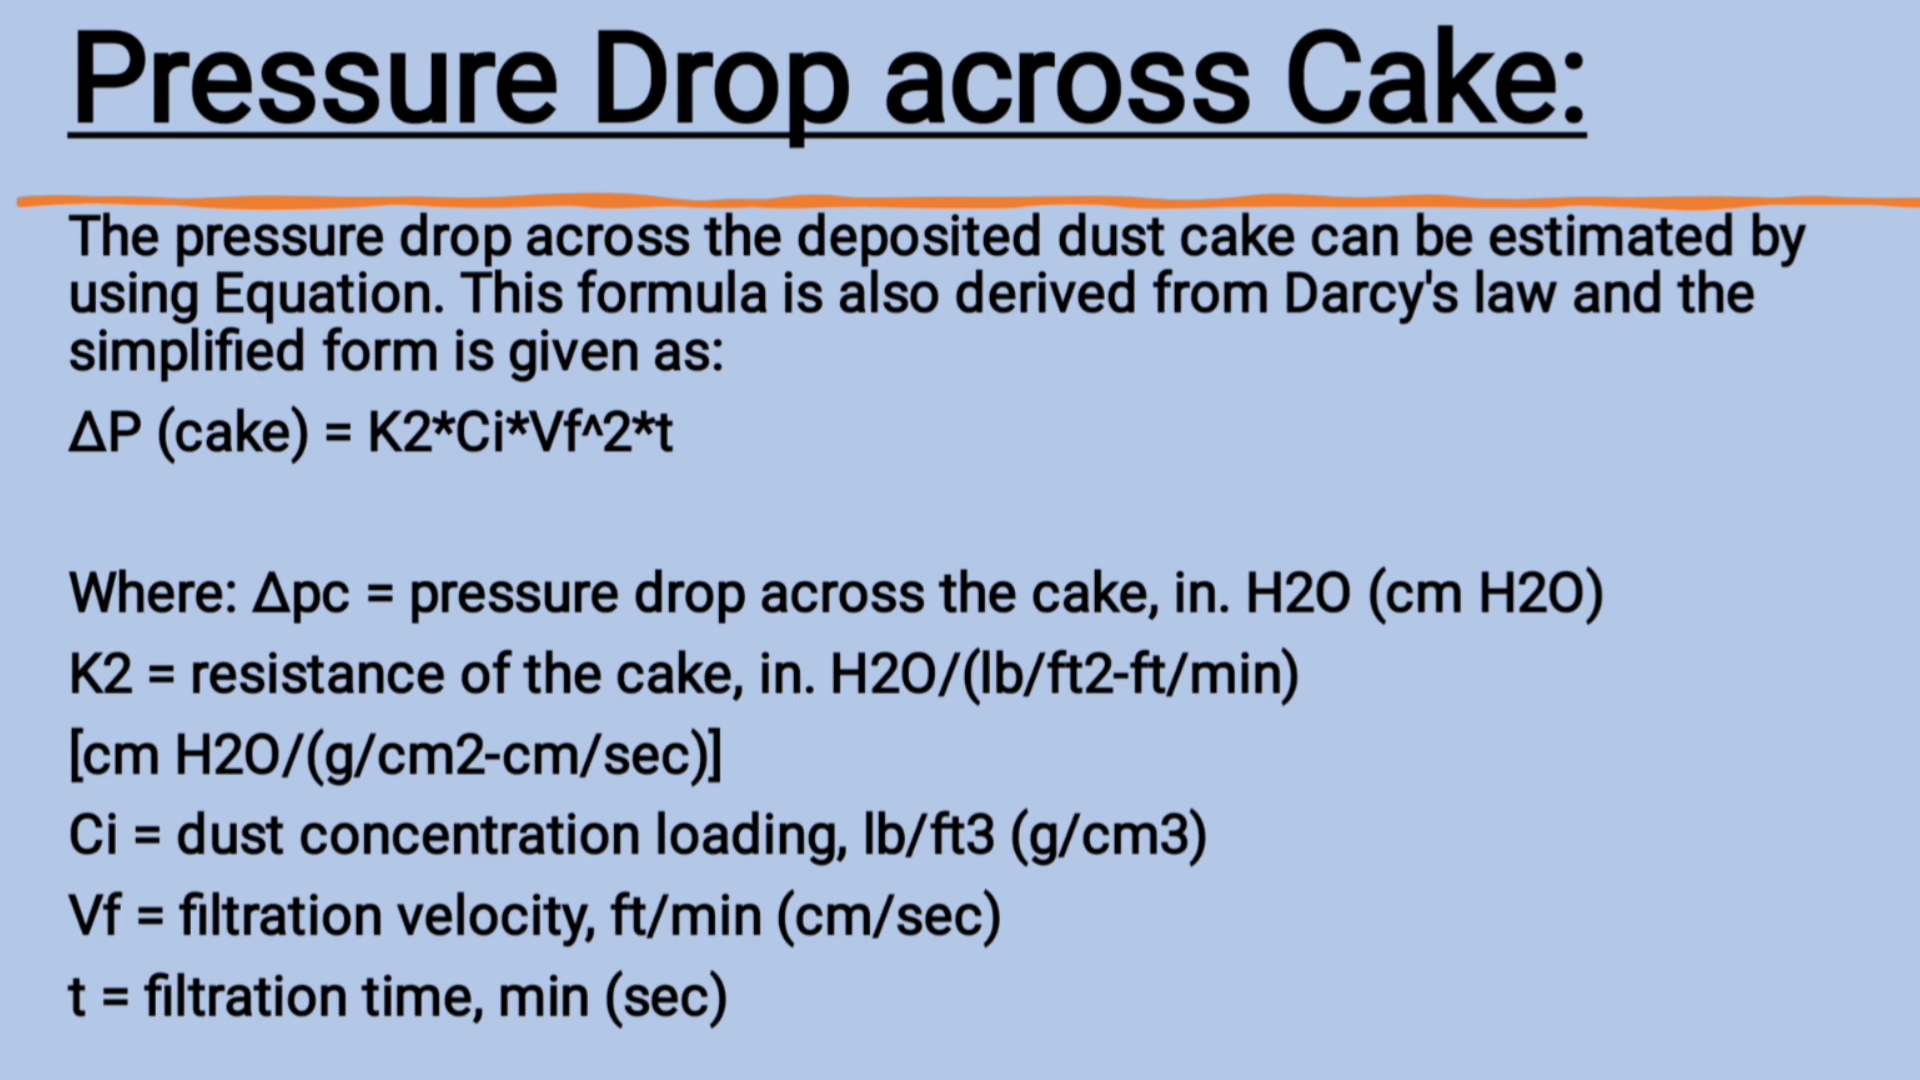 Pressure Drop across Cake:
The pressure drop across the deposited dust cake can be estimated by
using Equation. This formula is also derived from Darcy's law and the
simplified form is given as:
ΔP (cake) = K2*Ci*Vf^2*t
Where: Δpc = pressure drop across the cake, in. H2O (cm H2O)
K2 = resistance of the cake, in. H2O/(lb/ft2-ft/min)
[cm H2O/(g/cm2-cm/sec)]
Ci = dust concentration loading, lb/ft3 (g/cm3)
Vf = filtration velocity, ft/min (cm/sec)
t = filtration time, min (sec)